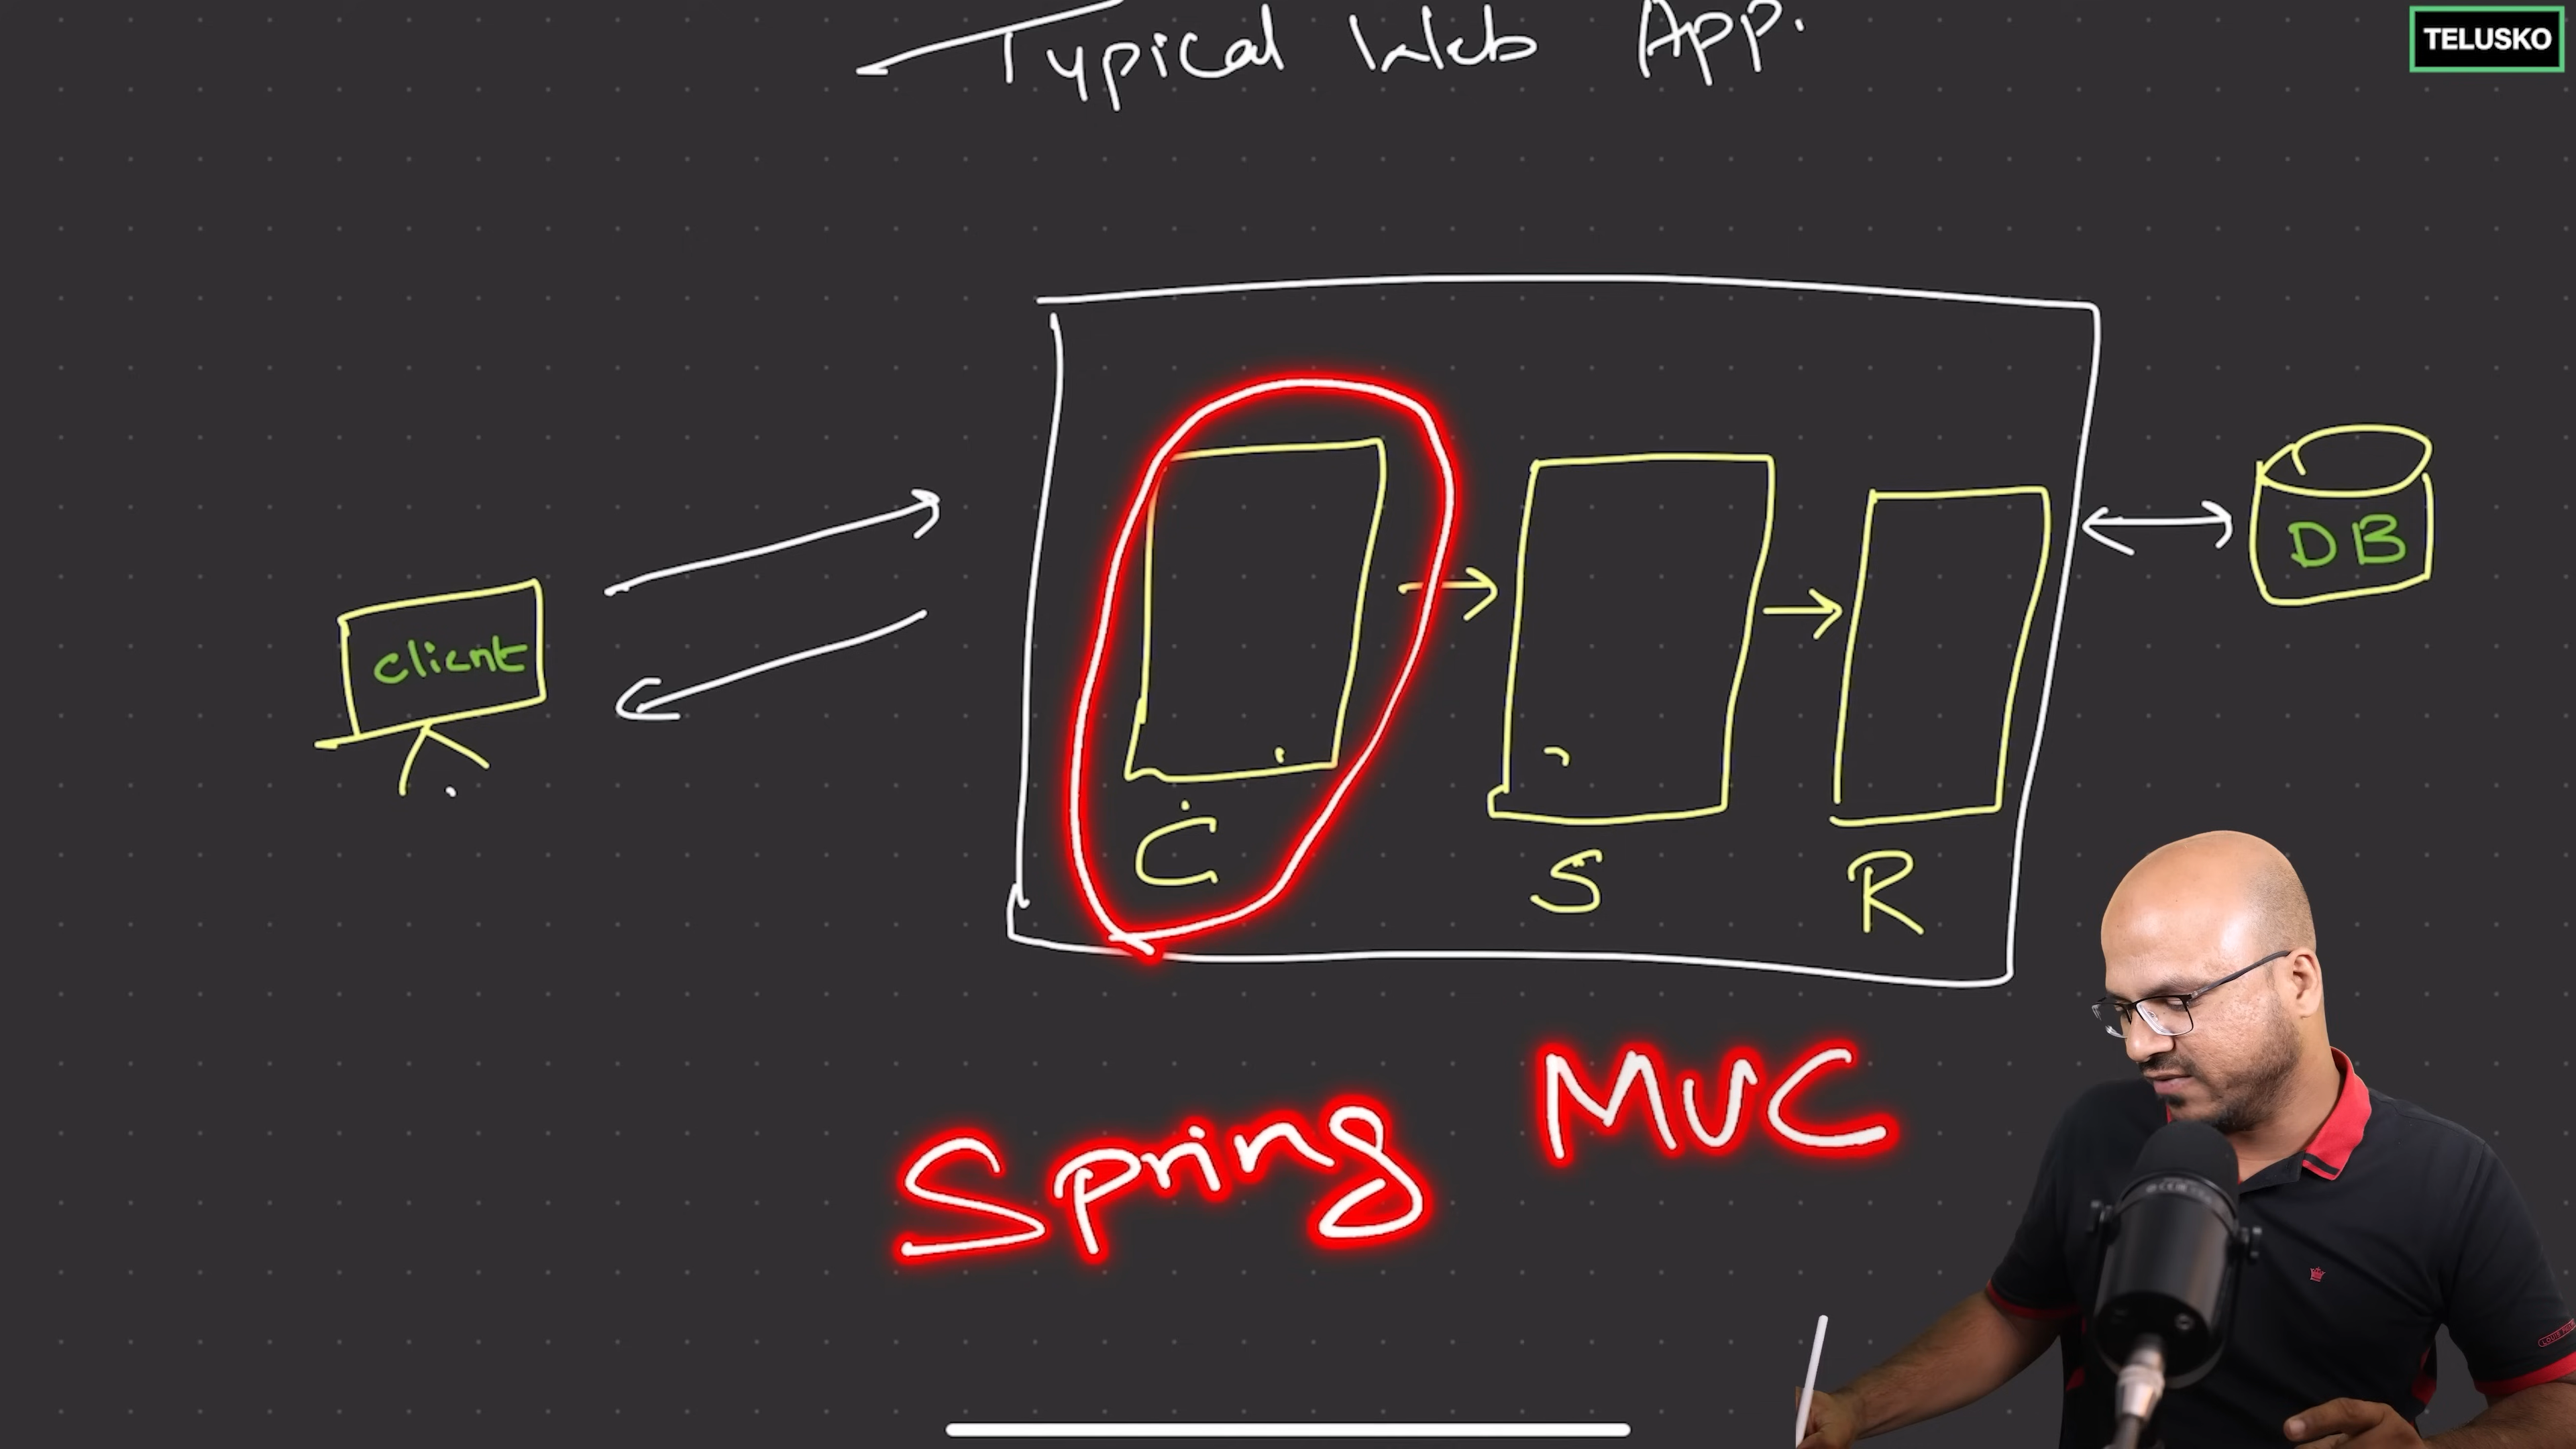 TELUSKO
Typical Web App.
client
DB
C
S
R
Spring MVC